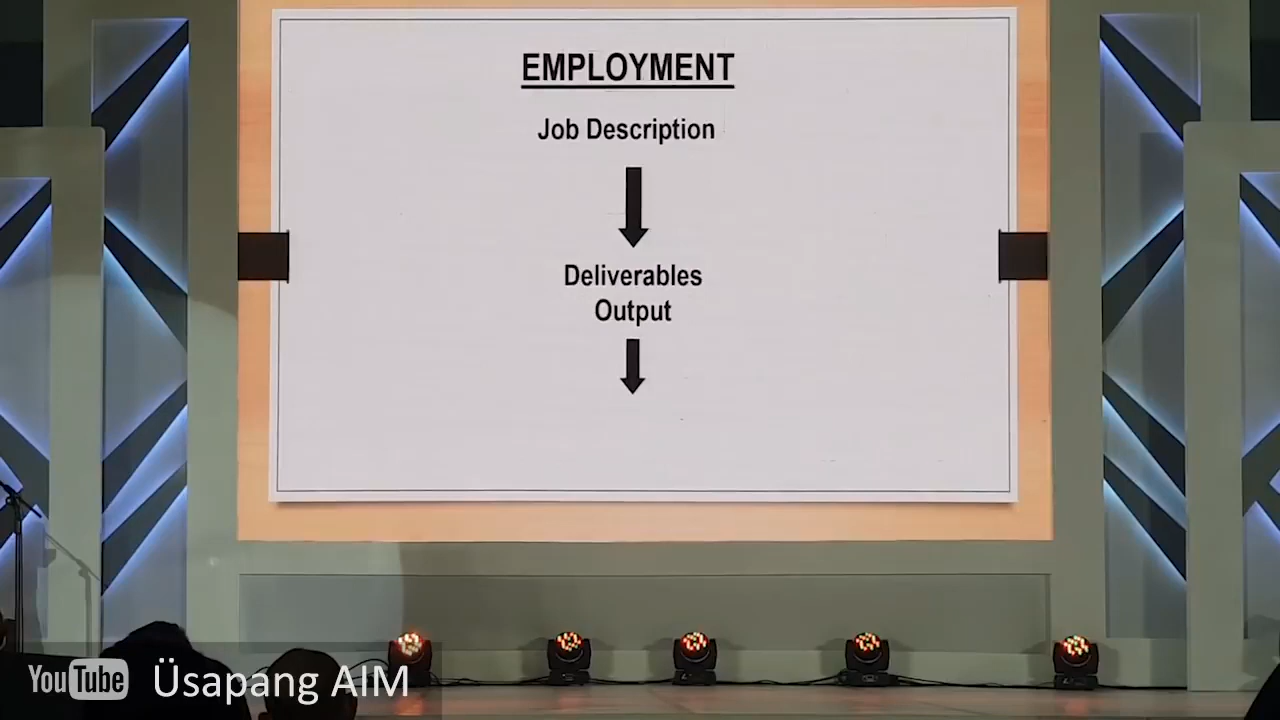 EMPLOYMENT
Job Description
Deliverables
Output
YouTube Üsapang AIM